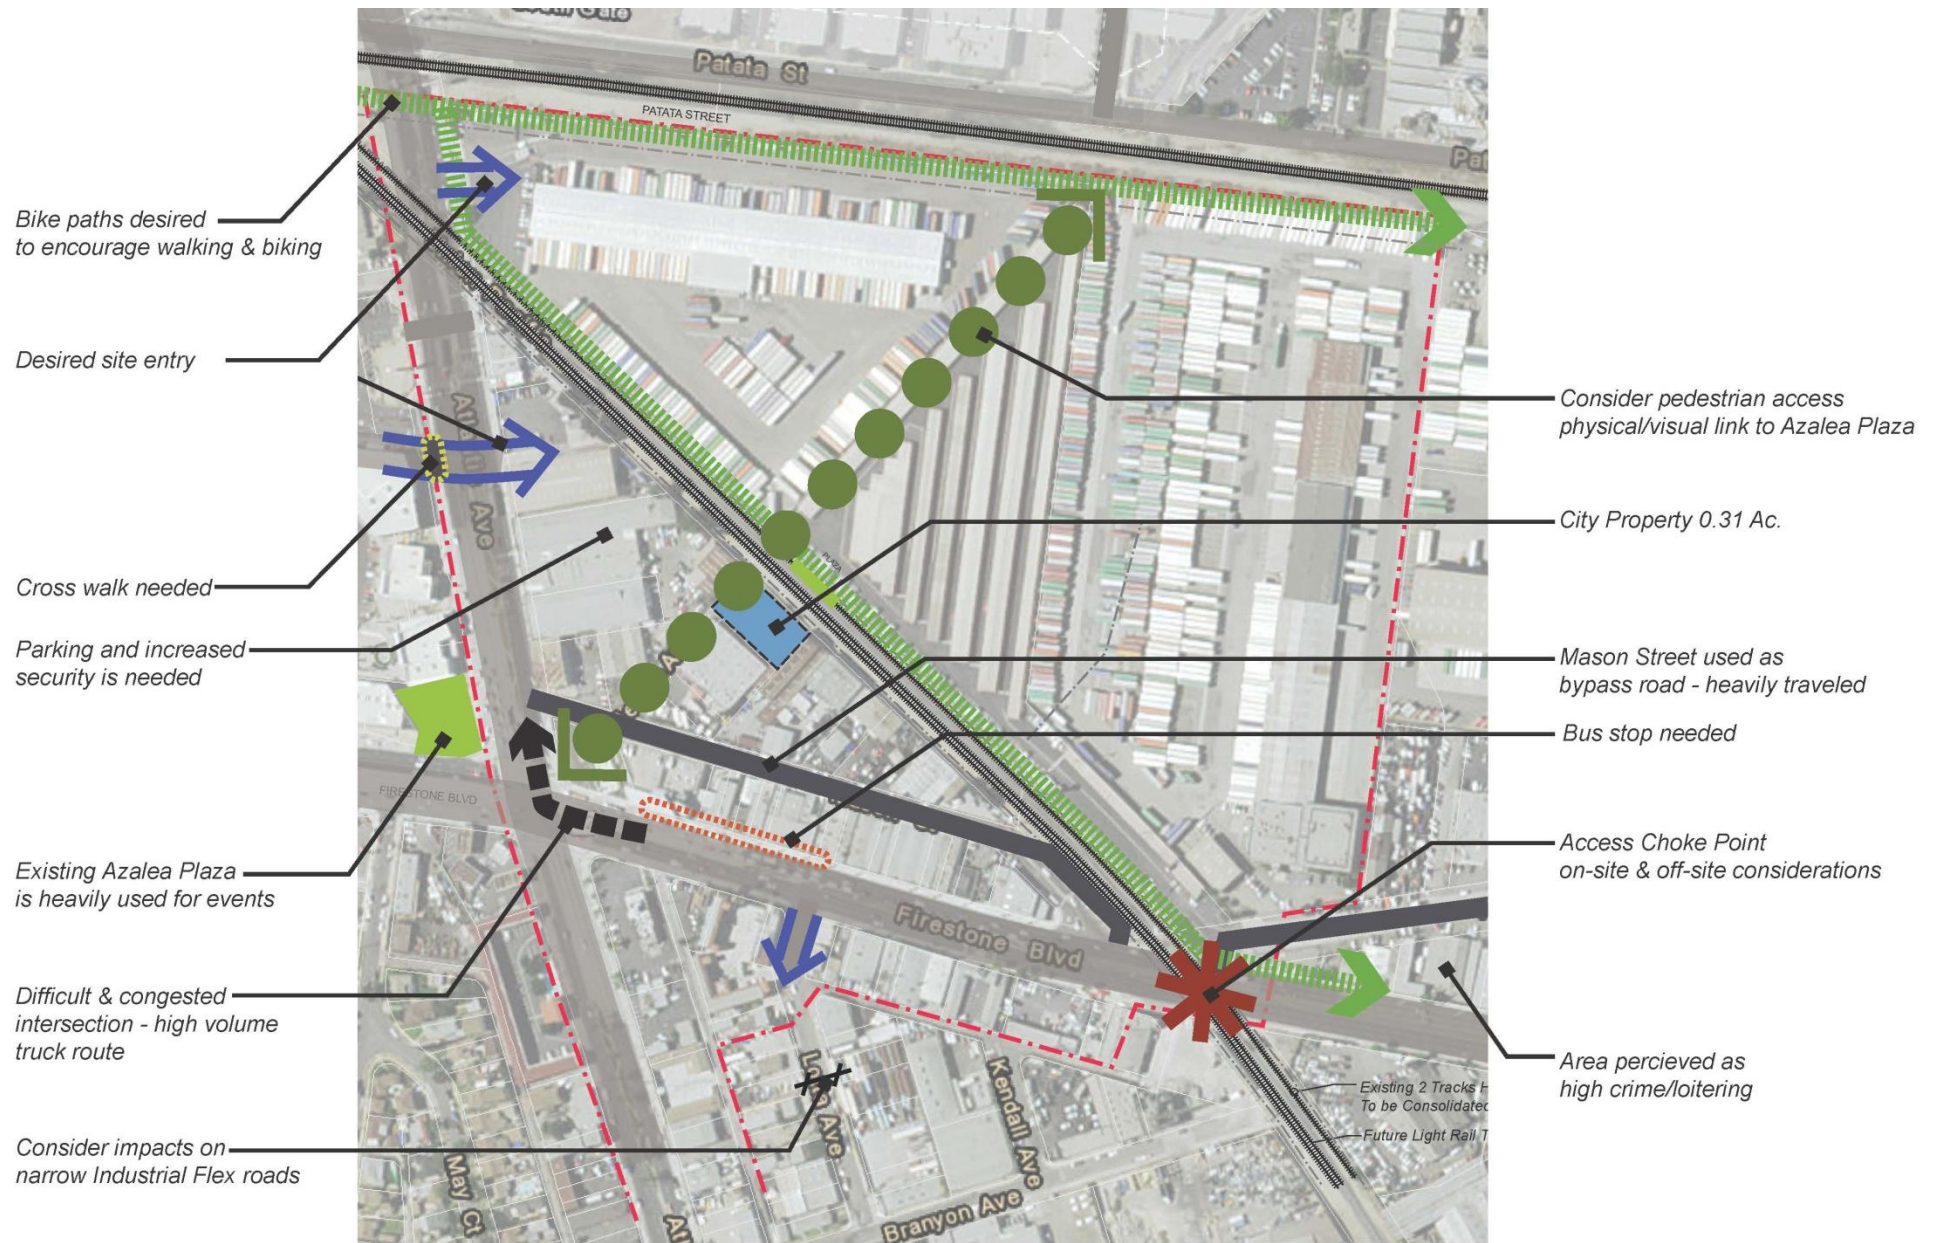 Patata St
PATATA STREET
Bike paths desired
to encourage walking & biking
Desired site entry
Ave
Consider pedestrian access
physical/visual link to Azalea Plaza
City Property 0.31 Ac.
PLAZA
Cross walk needed
Parking and increased
security is needed
Mason Street used as
bypass road - heavily traveled
Bus stop needed
FIRESTONE BLVD
Existing Azalea Plaza
is heavily used for events
Access Choke Point
on-site & off-site considerations
Firestone Blvd
Difficult & congested
intersection - high volume
truck route
Area percieved as
high crime/loitering
Kendall Ave
Existing 2 Tracks H
To be Consolidated
Future Light Rail T
Consider impacts on
narrow Industrial Flex roads
Ave
May Ct
Branyon Ave